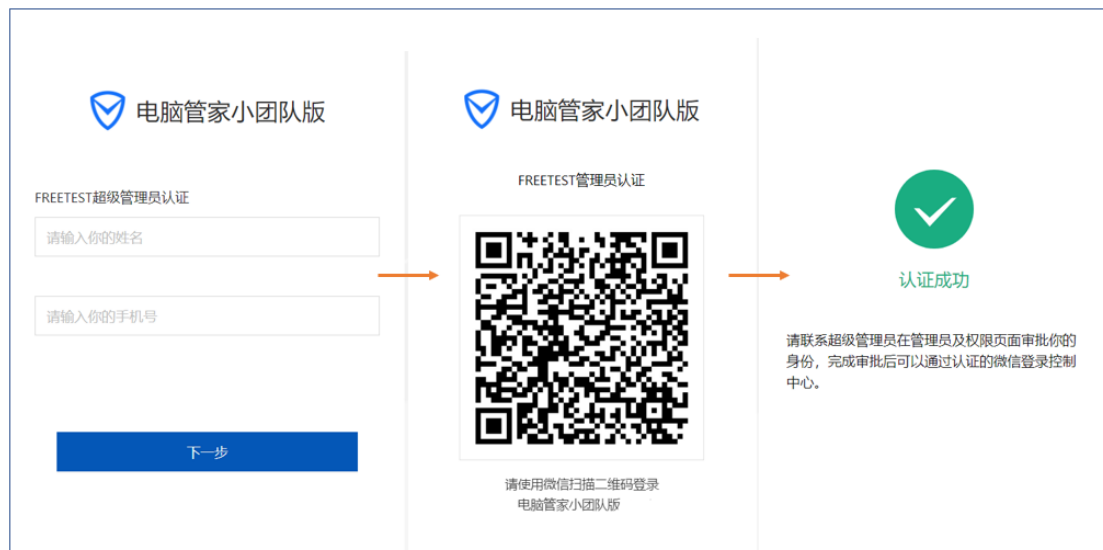 电脑管家小团队版
FREETEST超级管理员认证
请输入你的姓名
请输入你的手机号
下一步
电脑管家小团队版
FREETEST管理员认证
请使用微信扫描二维码登录
电脑管家小团队版
认证成功
请联系超级管理员在管理员及权限页面审批你的
身份，完成审批后可以通过认证的微信登录控制
中心。